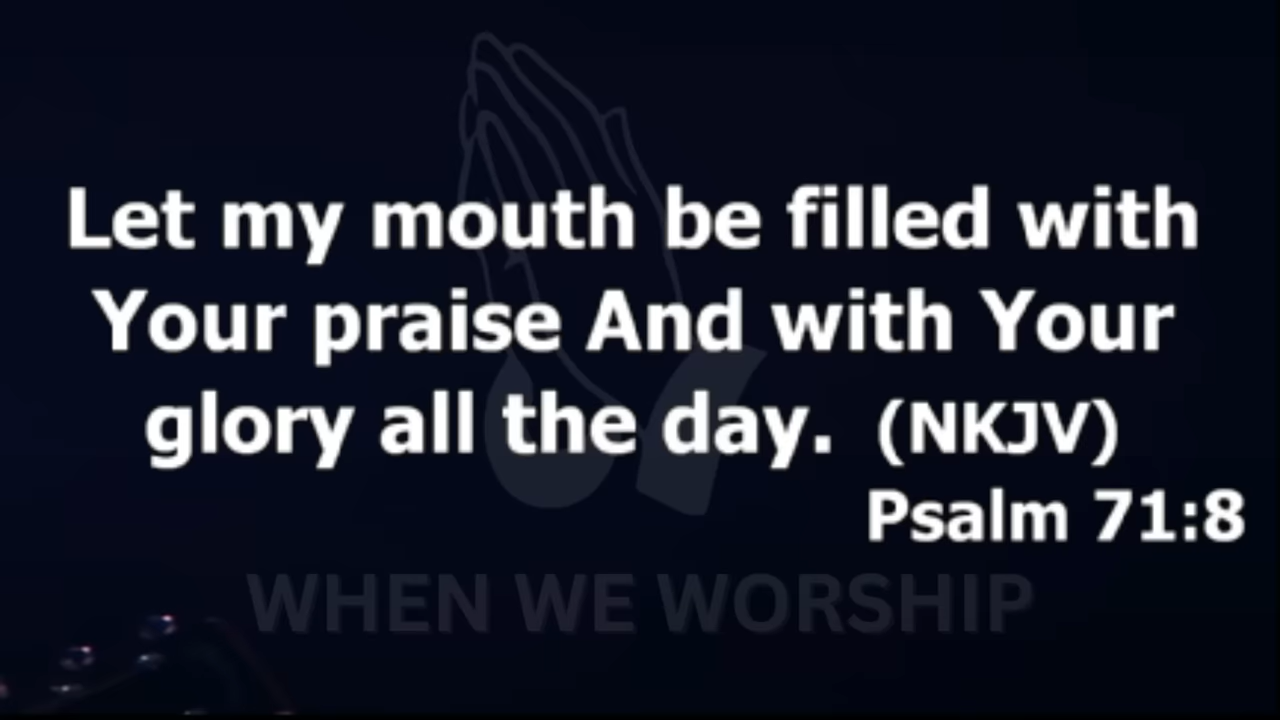 Let my mouth be filled with
Your praise And with Your
glory all the day. (NKJV)
Psalm 71:8
WHEN WE WORSHIP